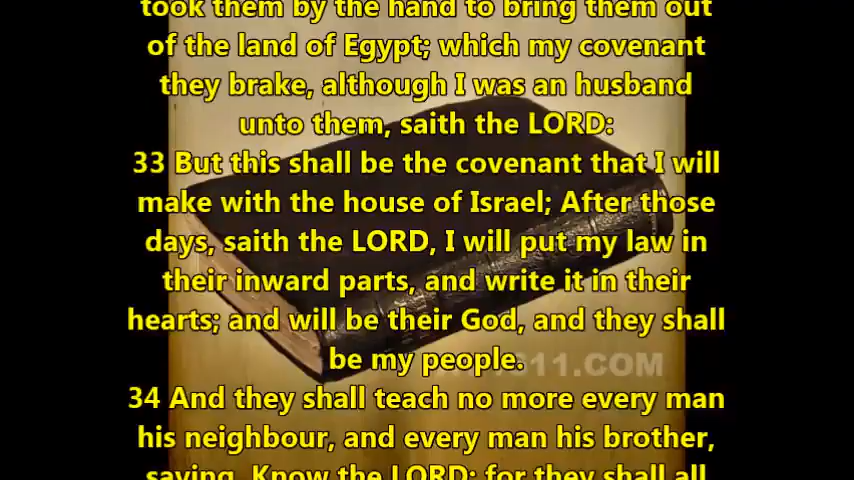 took them by the hand to bring them out
of the land of Egypt; which my covenant
they brake, although I was an husband
unto them, saith the LORD:
33 But this shall be the covenant that I will
make with the house of Israel; After those
days, saith the LORD, I will put my law in
their inward parts, and write it in their
hearts; and will be their God, and they shall
be my people.
34 And they shall teach no more every man
his neighbour, and every man his brother,
saying, Know the LORD: for they shall all